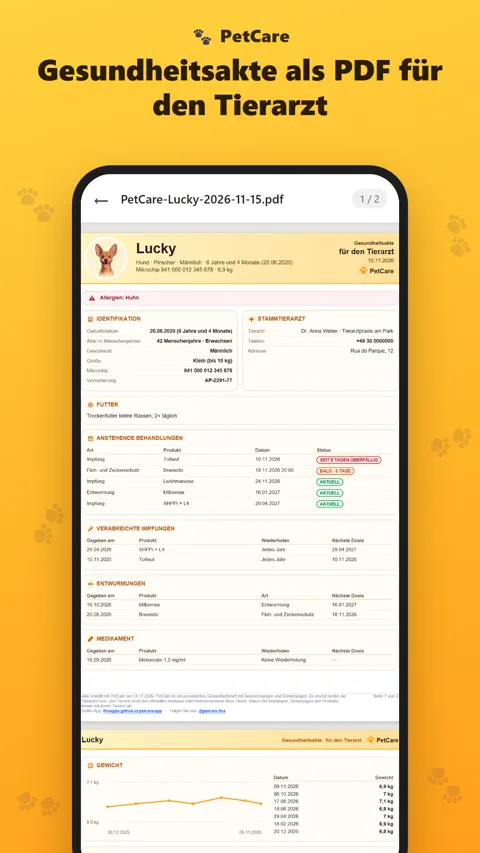 PetCare
Gesundheitsakte als PDF für
den Tierarzt
PetCare-Lucky-2026-11-15.pdf
1 / 2
Lucky
Hund · Pinscher · Männlich · 6 Jahre und 4 Monate (20.06.2020)
Mikrochip 941 000 012 345 678 · 6,9 kg
Gesundheitsakte
für den Tierarzt
15.11.2026
PetCare
Allergien: Huhn
IDENTIFIKATION
Geburtsdatum 20.06.2020 (6 Jahre und 4 Monate)
Alter in Menschenjahren 42 Menschenjahre · Erwachsen
Geschlecht Männlich
Größe Klein (bis 10 kg)
Mikrochip 941 000 012 345 678
Versicherung AP-2291-77
STAMMTIERARZT
Tierarzt Dr. Anna Weber · Tierarztpraxis am Park
Telefon +49 30 0000000
Adresse Rua do Parque, 12
FUTTER
Trockenfutter kleine Rassen, 2× täglich
ANSTEHENDE BEHANDLUNGEN
Art Produkt Datum Status
Impfung Tollwut 10.11.2026 SEIT 5 TAGEN ÜBERFÄLLIG
Floh- und Zeckenschutz Bravecto 18.11.2026 20:00 BALD · 3 TAGE
Impfung Leishmaniose 24.11.2026 AKTUELL
Entwurmung Milbemax 16.01.2027 AKTUELL
Impfung SHPPi + L4 29.04.2027 AKTUELL
VERABREICHTE IMPFUNGEN
Gegeben am Produkt Wiederholen Nächste Dosis
29.04.2026 SHPPi + L4 Jedes Jahr 29.04.2027
10.11.2025 Tollwut Jedes Jahr 10.11.2026
ENTWURMUNGEN
Gegeben am Produkt Art Nächste Dosis
16.10.2026 Milbemax Entwurmung 16.01.2027
20.08.2026 Bravecto Floh- und Zeckenschutz 18.11.2026
MEDIKAMENT
Gegeben am Produkt Wiederholen Nächste Dosis
16.09.2026 Meloxicam 1,5 mg/ml Keine Wiederholung —
Seite 1 von 2
Lucky
Gesundheitsakte · für den Tierarzt PetCare
GEWICHT
7,1 kg
6,8 kg
20.12.2025
09.11.2026
Datum Gewicht
09.11.2026 6,9 kg
06.10.2026 7 kg
17.08.2026 7,1 kg
18.06.2026 6,9 kg
29.04.2026 7 kg
18.02.2026 6,9 kg
20.12.2025 6,8 kg